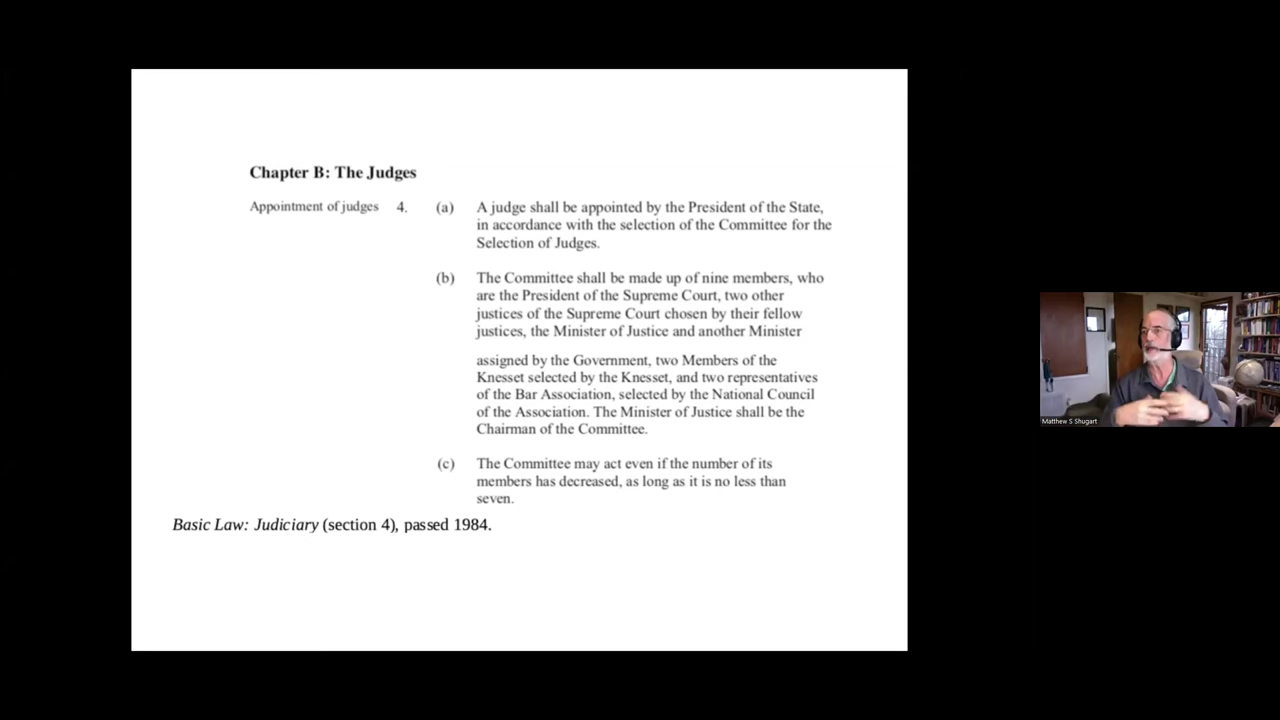 Chapter B: The Judges
Appointment of judges 4. (a) A judge shall be appointed by the President of the State,
in accordance with the selection of the Committee for the
Selection of Judges.
(b) The Committee shall be made up of nine members, who
are the President of the Supreme Court, two other
justices of the Supreme Court chosen by their fellow
justices, the Minister of Justice and another Minister
assigned by the Government, two Members of the
Knesset selected by the Knesset, and two representatives
of the Bar Association, selected by the National Council
of the Association. The Minister of Justice shall be the
Chairman of the Committee.
(c) The Committee may act even if the number of its
members has decreased, as long as it is no less than
seven.
Basic Law: Judiciary (section 4), passed 1984.
Matthew S Shugart